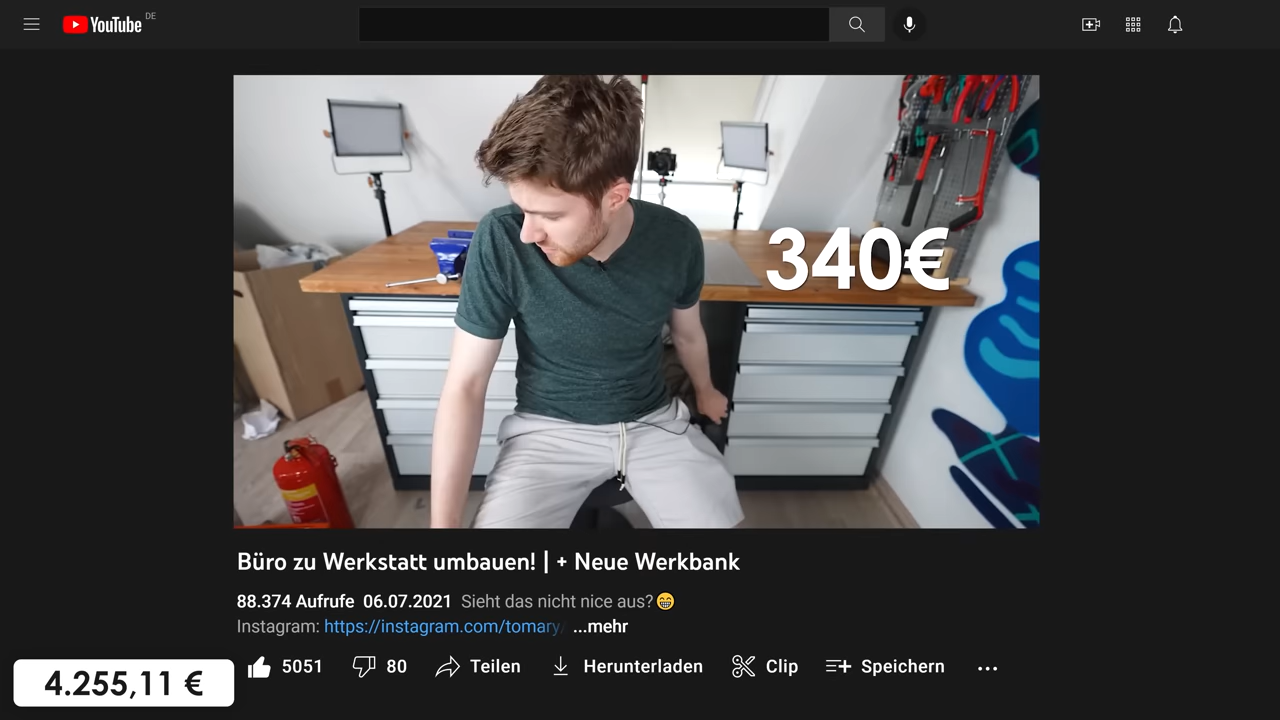 YouTube DE
340€
Büro zu Werkstatt umbauen! | + Neue Werkbank
88.374 Aufrufe 06.07.2021 Sieht das nicht nice aus?😁
Instagram: https://instagram.com/tomary/ ...mehr
5051 80 Teilen Herunterladen Clip Speichern ...
4.255,11 €